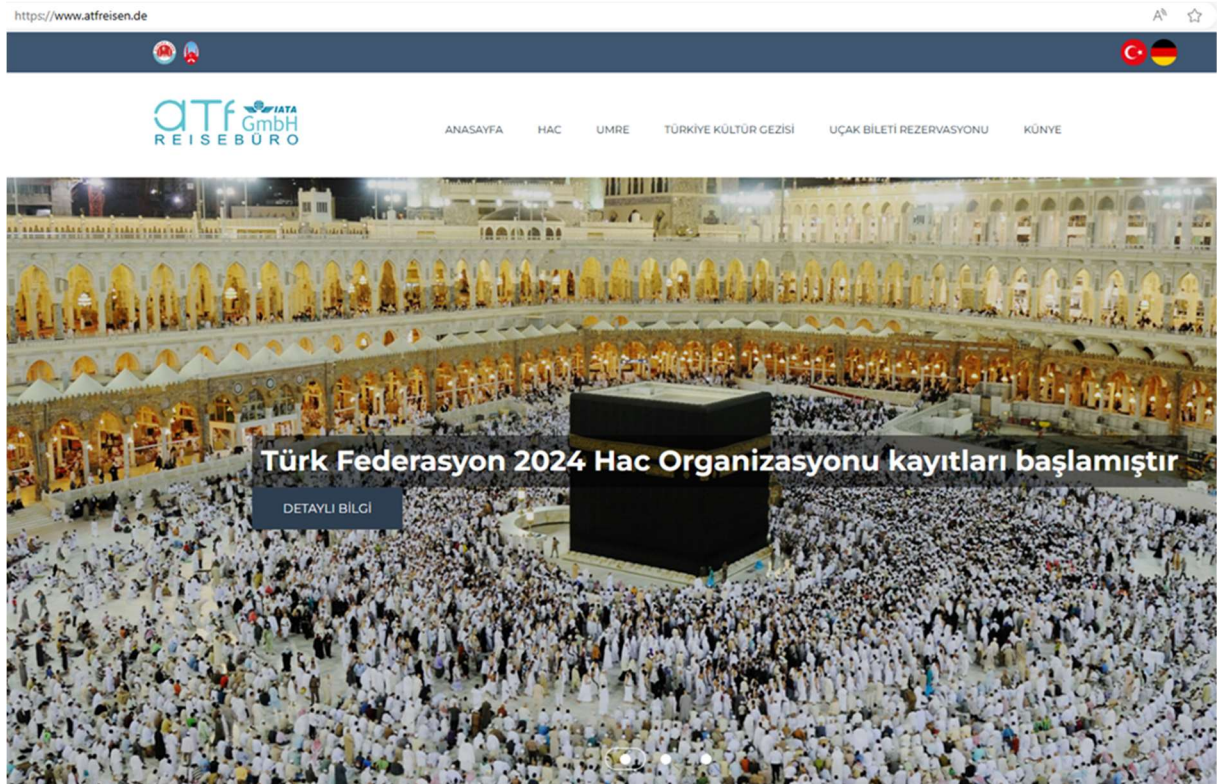 https://www.atfreisen.de
aTf GmbH IATA
REISEBÜRO
ANASAYFA HAC UMRE TÜRKİYE KÜLTÜR GEZİSİ UÇAK BİLETİ REZERVASYONU KÜNYE
Türk Federasyon 2024 Hac Organizasyonu kayıtları başlamıştır
DETAYLI BİLGİ